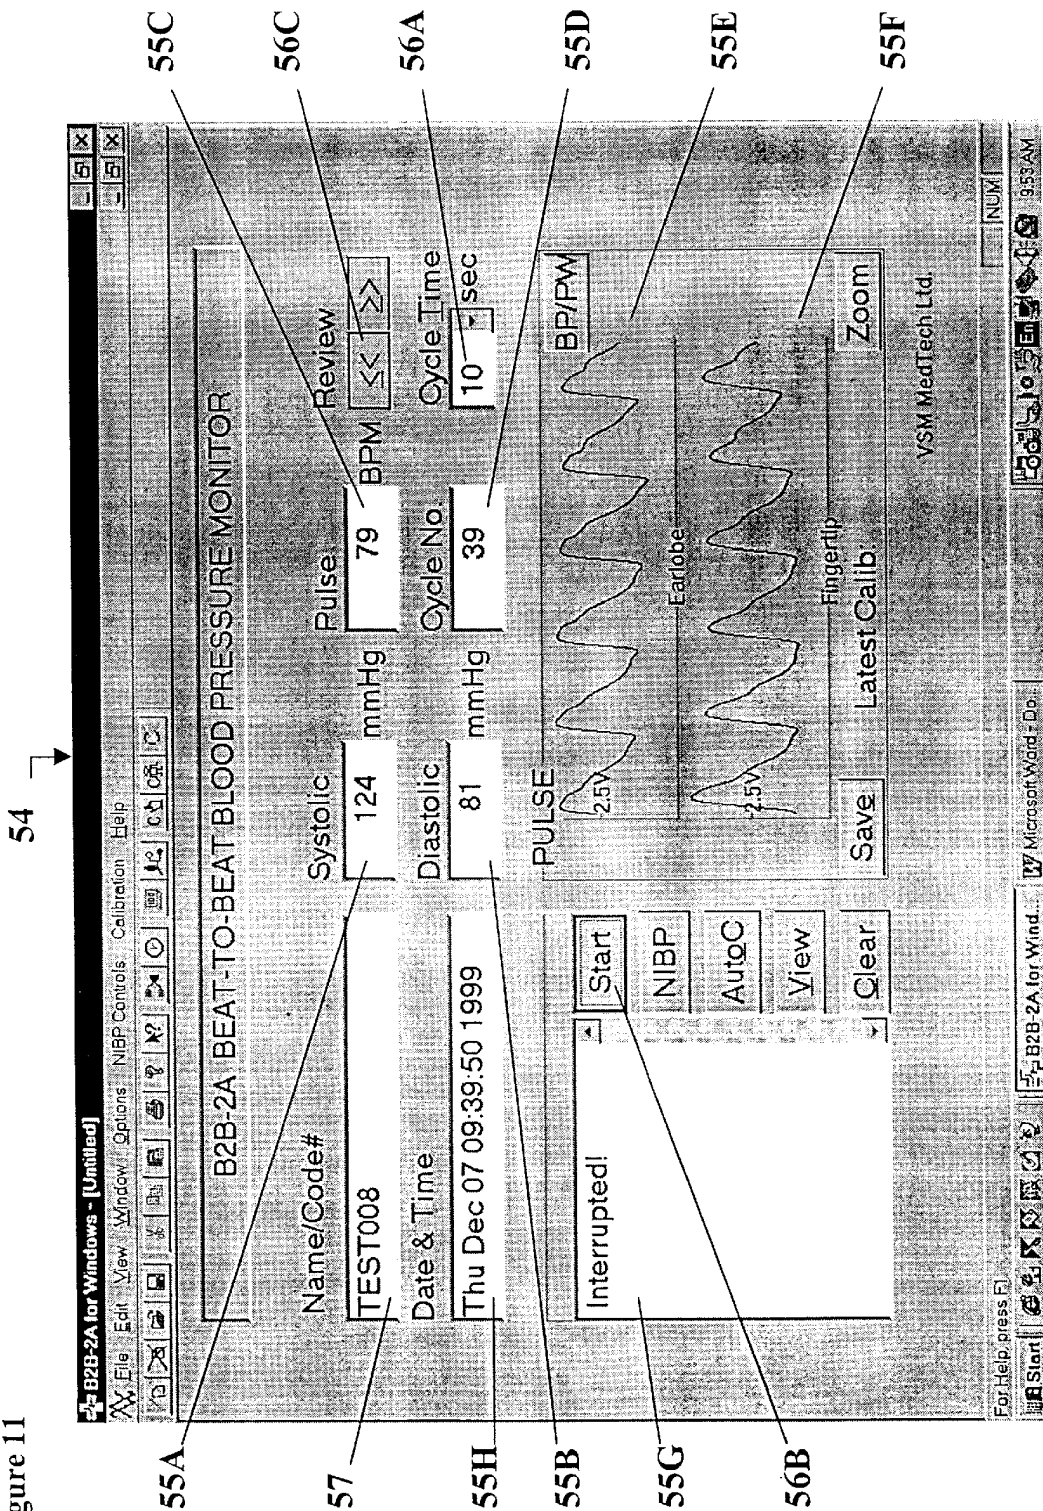 gure 11
54
B2B-2A for Windows - [Untitled]
File Edit View Window Options NIBP Controls Calibration Help
B2B-2A BEAT-TO-BEAT BLOOD PRESSURE MONITOR
Name/Code# Systolic Pulse Review
TEST008 124 mmHg 79 BPM << >>
Date & Time Diastolic Cycle No. Cycle Time
Thu Dec 07 09:39:50 1999 81 mmHg 39 10 sec
PULSE
BP/PW
Interrupted!
Start
NIBP
AutoC
View
Clear
-2.5V
Earlobe
-2.5V
Fingertip
Save Latest Calib Zoom
VSM MedTech Ltd.
For Help, press F1 NUM
Start B2B-2A for Wind... Microsoft Word - Do... En 9:53 AM
55A
57
55H
55B
55G
56B
55C
56C
56A
55D
55E
55F